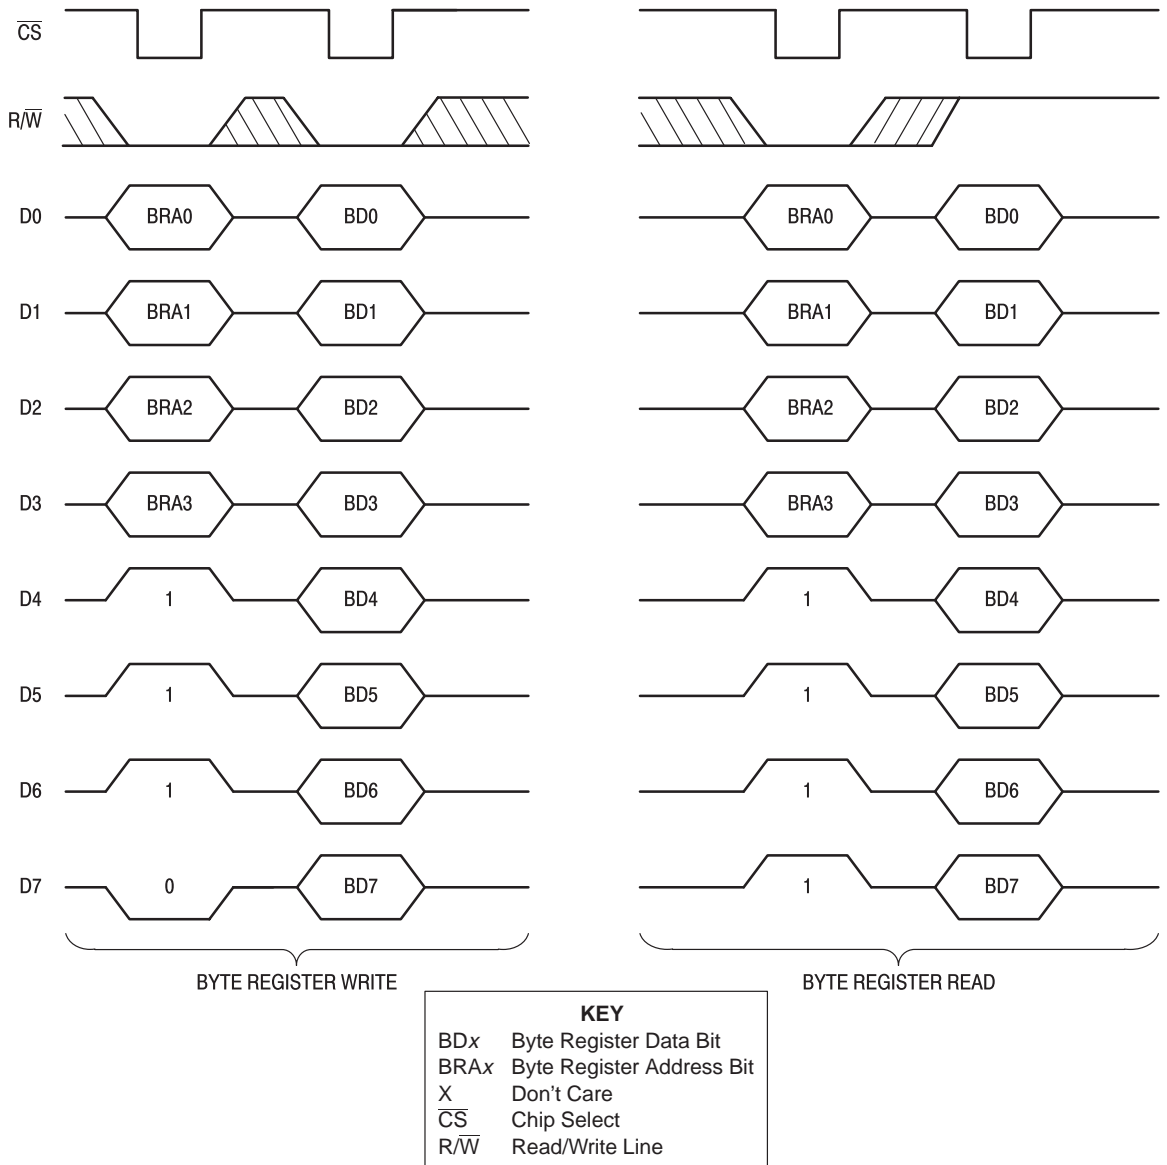 C̅S̅
R/W̅
D0 BRA0 BD0 BRA0 BD0
D1 BRA1 BD1 BRA1 BD1
D2 BRA2 BD2 BRA2 BD2
D3 BRA3 BD3 BRA3 BD3
D4 1 BD4 1 BD4
D5 1 BD5 1 BD5
D6 1 BD6 1 BD6
D7 0 BD7 1 BD7
BYTE REGISTER WRITE BYTE REGISTER READ
KEY
BDx Byte Register Data Bit
BRAx Byte Register Address Bit
X Don't Care
C̅S̅ Chip Select
R/W̅ Read/Write Line